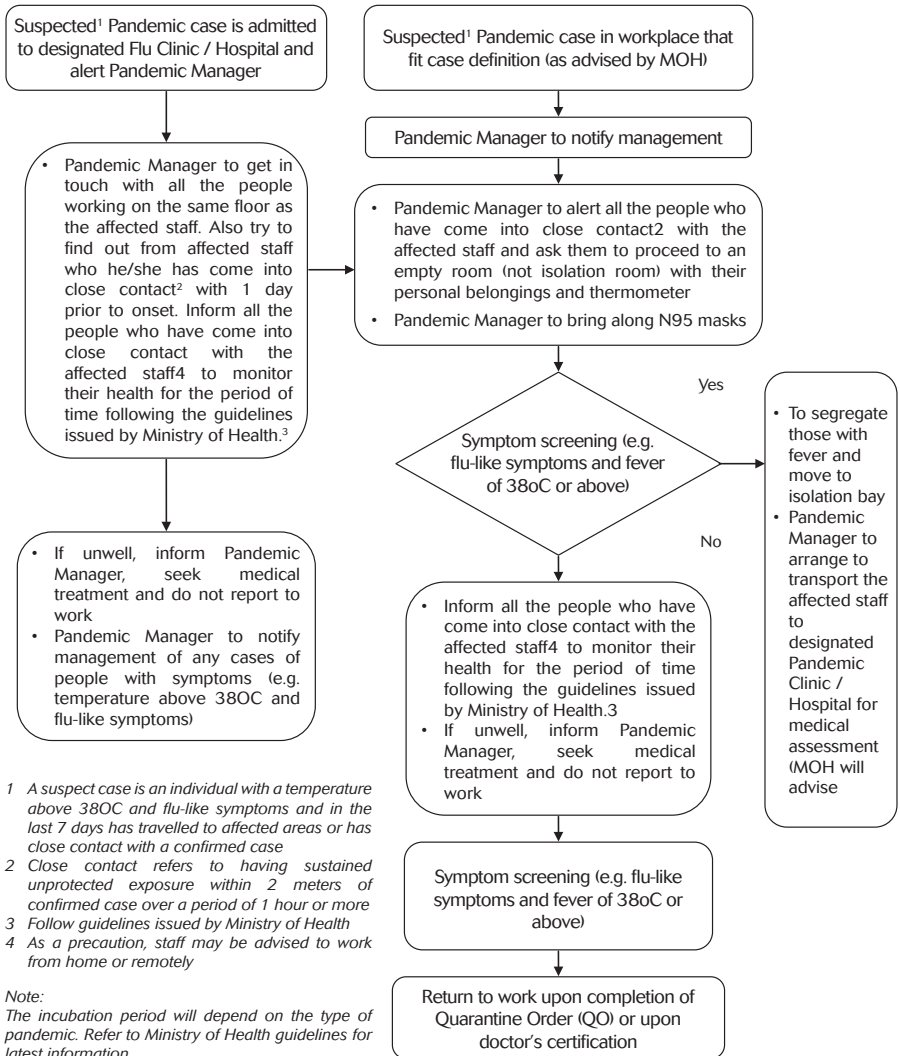 Suspected¹ Pandemic case is admitted
to designated Flu Clinic / Hospital and
alert Pandemic Manager
Suspected¹ Pandemic case in workplace that
fit case definition (as advised by MOH)
Pandemic Manager to notify management
• Pandemic Manager to get in
touch with all the people
working on the same floor as
the affected staff. Also try to
find out from affected staff
who he/she has come into
close contact² with 1 day
prior to onset. Inform all the
people who have come into
close contact with the
affected staff4 to monitor
their health for the period of
time following the guidelines
issued by Ministry of Health.³
• Pandemic Manager to alert all the people who
have come into close contact2 with the
affected staff and ask them to proceed to an
empty room (not isolation room) with their
personal belongings and thermometer
• Pandemic Manager to bring along N95 masks
Symptom screening (e.g.
flu-like symptoms and fever
of 38oC or above)
Yes
No
• To segregate
those with
fever and
move to
isolation bay
• Pandemic
Manager to
arrange to
transport the
affected staff
to
designated
Pandemic
Clinic /
Hospital for
medical
assessment
(MOH will
advise
• If unwell, inform Pandemic
Manager, seek medical
treatment and do not report to
work
• Pandemic Manager to notify
management of any cases of
people with symptoms (e.g.
temperature above 38OC and
flu-like symptoms)
• Inform all the people who have
come into close contact with the
affected staff4 to monitor their
health for the period of time
following the guidelines issued
by Ministry of Health.3
• If unwell, inform Pandemic
Manager, seek medical
treatment and do not report to
work
Symptom screening (e.g. flu-like
symptoms and fever of 38oC or
above)
Return to work upon completion of
Quarantine Order (QO) or upon
doctor's certification
1 A suspect case is an individual with a temperature
above 38OC and flu-like symptoms and in the
last 7 days has travelled to affected areas or has
close contact with a confirmed case
2 Close contact refers to having sustained
unprotected exposure within 2 meters of
confirmed case over a period of 1 hour or more
3 Follow guidelines issued by Ministry of Health
4 As a precaution, staff may be advised to work
from home or remotely
Note:
The incubation period will depend on the type of
pandemic. Refer to Ministry of Health guidelines for
latest information